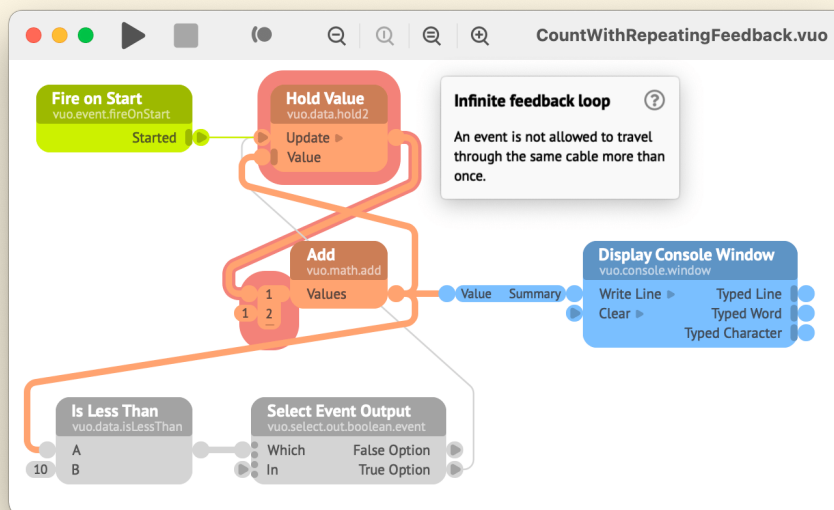 CountWithRepeatingFeedback.vuo
Fire on Start
vuo.event.fireOnStart
Started
Hold Value
vuo.data.hold2
Update
Value
Infinite feedback loop
?
An event is not allowed to travel
through the same cable more than
once.
Add
vuo.math.add
1
Values
1
2
Value Summary
Display Console Window
vuo.console.window
Write Line Typed Line
Clear Typed Word
Typed Character
Is Less Than
vuo.data.isLessThan
A
10 B
Select Event Output
vuo.select.out.boolean.event
Which False Option
In True Option